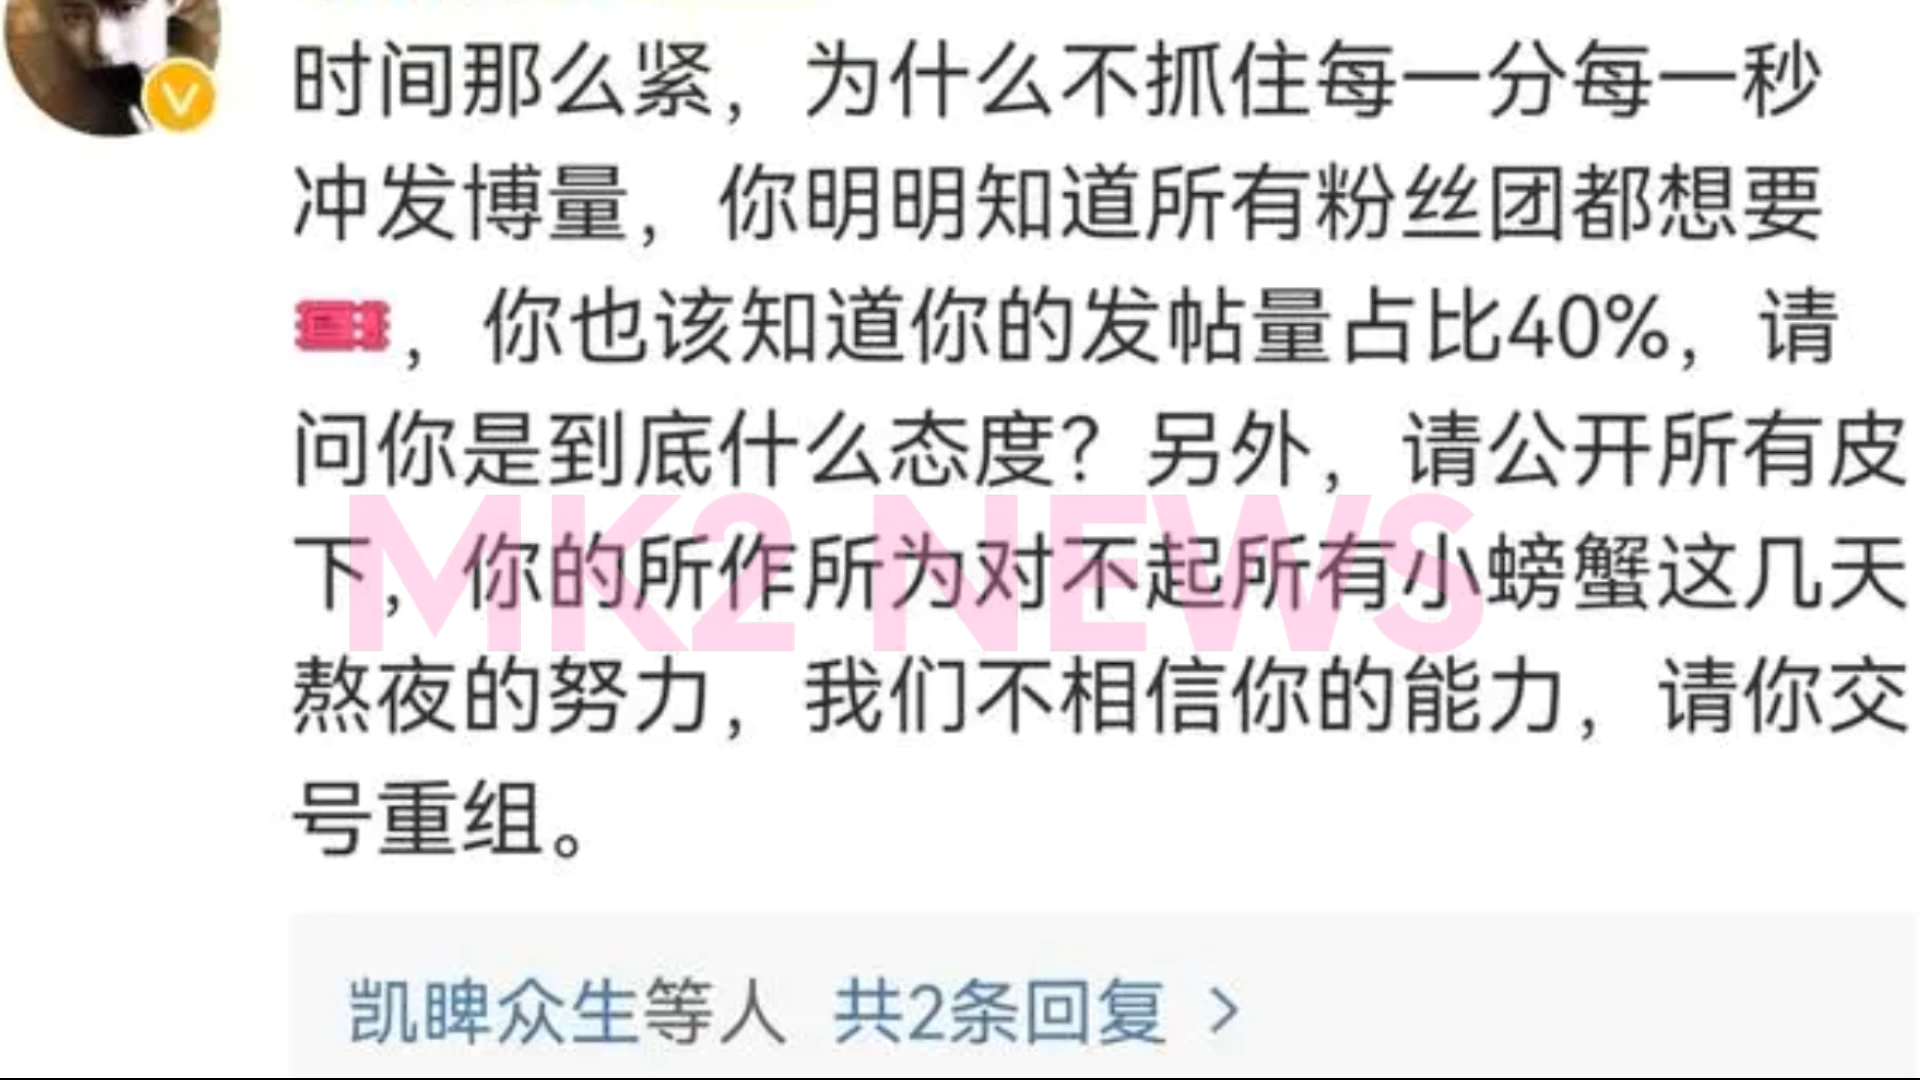 时间那么紧，为什么不抓住每一分每一秒
冲发博量，你明明知道所有粉丝团都想要
，你也该知道你的发帖量占比40%，请
问你是到底什么态度？另外，请公开所有皮
下，你的所作所为对不起所有小螃蟹这几天
熬夜的努力，我们不相信你的能力，请你交
号重组。
MK2 NEWS
凯睥众生等人 共2条回复 >